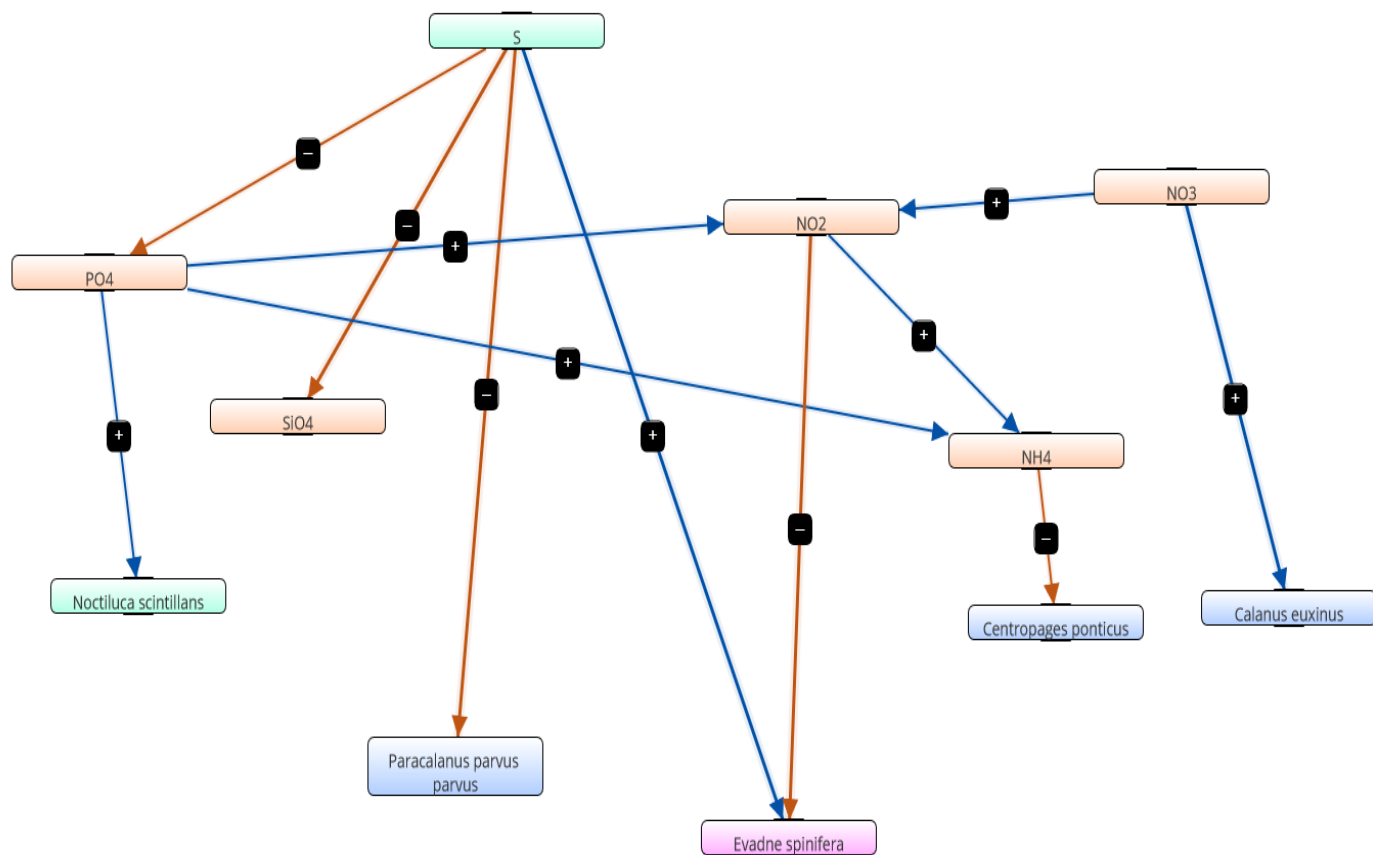 S
–
NO3
+
NO2
–
+
PO4
+
+
–
+
SiO4
+
+
NH4
–
–
Noctiluca scintillans
Centropages ponticus
Calanus euxinus
Paracalanus parvus
parvus
Evadne spinifera